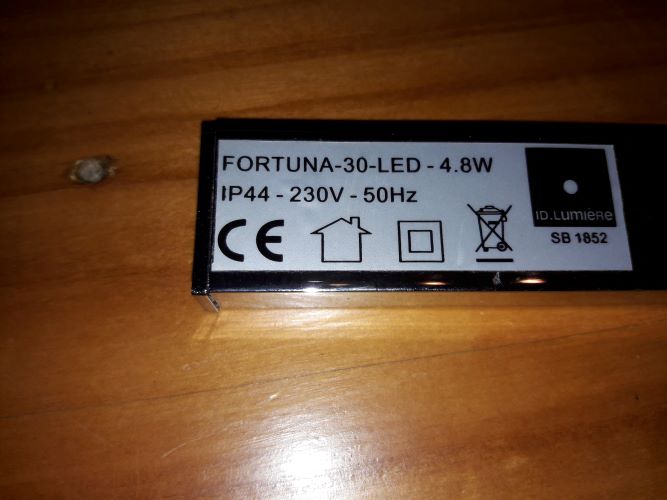 FORTUNA-30-LED - 4.8W
IP44 - 230V - 50Hz
CE
ID.LUMIÈRE
SB 1852